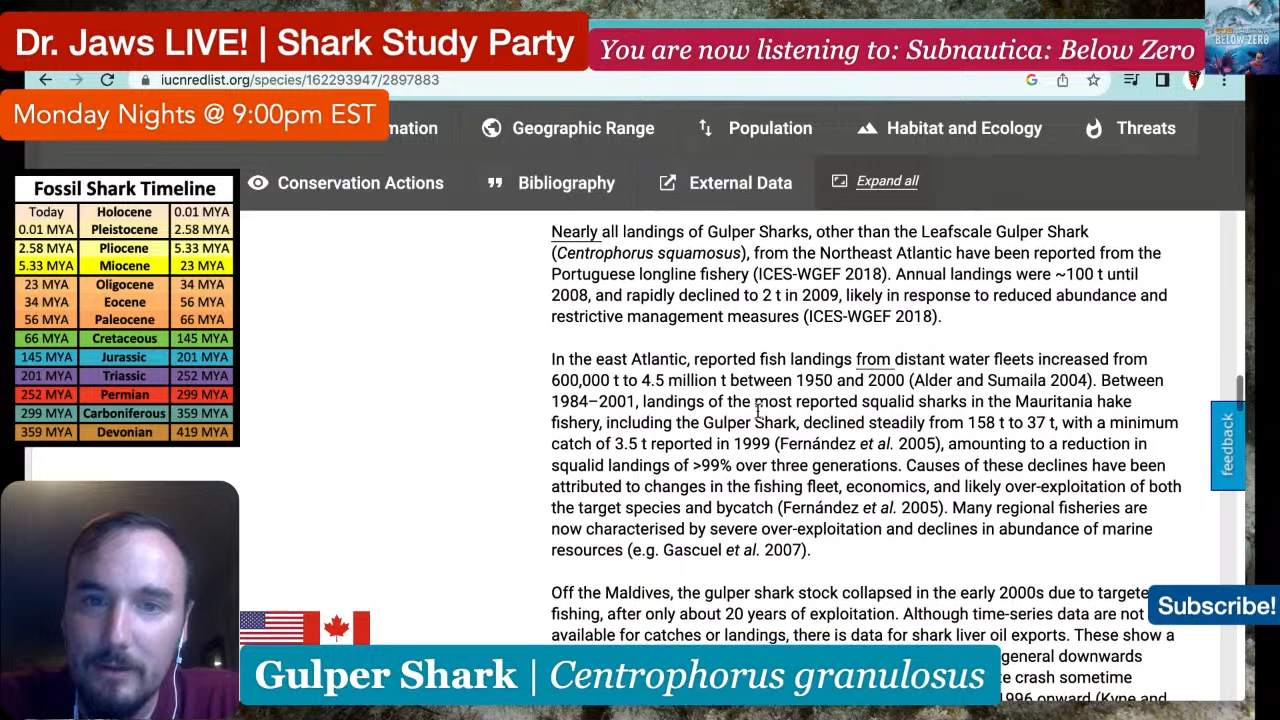 Dr. Jaws LIVE! | Shark Study Party
You are now listening to: Subnautica: Below Zero
BELOW ZERO
iucnredlist.org/species/162293947/2897883
Monday Nights @ 9:00pm EST
mation
Geographic Range
Population
Habitat and Ecology
Threats
Conservation Actions
Bibliography
External Data
Expand all
Fossil Shark Timeline
Today Holocene 0.01 MYA
0.01 MYA Pleistocene 2.58 MYA
2.58 MYA Pliocene 5.33 MYA
5.33 MYA Miocene 23 MYA
23 MYA Oligocene 34 MYA
34 MYA Eocene 56 MYA
56 MYA Paleocene 66 MYA
66 MYA Cretaceous 145 MYA
145 MYA Jurassic 201 MYA
201 MYA Triassic 252 MYA
252 MYA Permian 299 MYA
299 MYA Carboniferous 359 MYA
359 MYA Devonian 419 MYA
Nearly all landings of Gulper Sharks, other than the Leafscale Gulper Shark
(Centrophorus squamosus), from the Northeast Atlantic have been reported from the
Portuguese longline fishery (ICES-WGEF 2018). Annual landings were ~100 t until
2008, and rapidly declined to 2 t in 2009, likely in response to reduced abundance and
restrictive management measures (ICES-WGEF 2018).
In the east Atlantic, reported fish landings from distant water fleets increased from
600,000 t to 4.5 million t between 1950 and 2000 (Alder and Sumaila 2004). Between
1984–2001, landings of the most reported squalid sharks in the Mauritania hake
fishery, including the Gulper Shark, declined steadily from 158 t to 37 t, with a minimum
catch of 3.5 t reported in 1999 (Fernández et al. 2005), amounting to a reduction in
squalid landings of >99% over three generations. Causes of these declines have been
attributed to changes in the fishing fleet, economics, and likely over-exploitation of both
the target species and bycatch (Fernández et al. 2005). Many regional fisheries are
now characterised by severe over-exploitation and declines in abundance of marine
resources (e.g. Gascuel et al. 2007).
Off the Maldives, the gulper shark stock collapsed in the early 2000s due to targete
fishing, after only about 20 years of exploitation. Although time-series data are not
available for catches or landings, there is data for shark liver oil exports. These show a
general downwards
e crash sometime
1996 onward (Kyne and
feedback
Subscribe!
Gulper Shark | Centrophorus granulosus